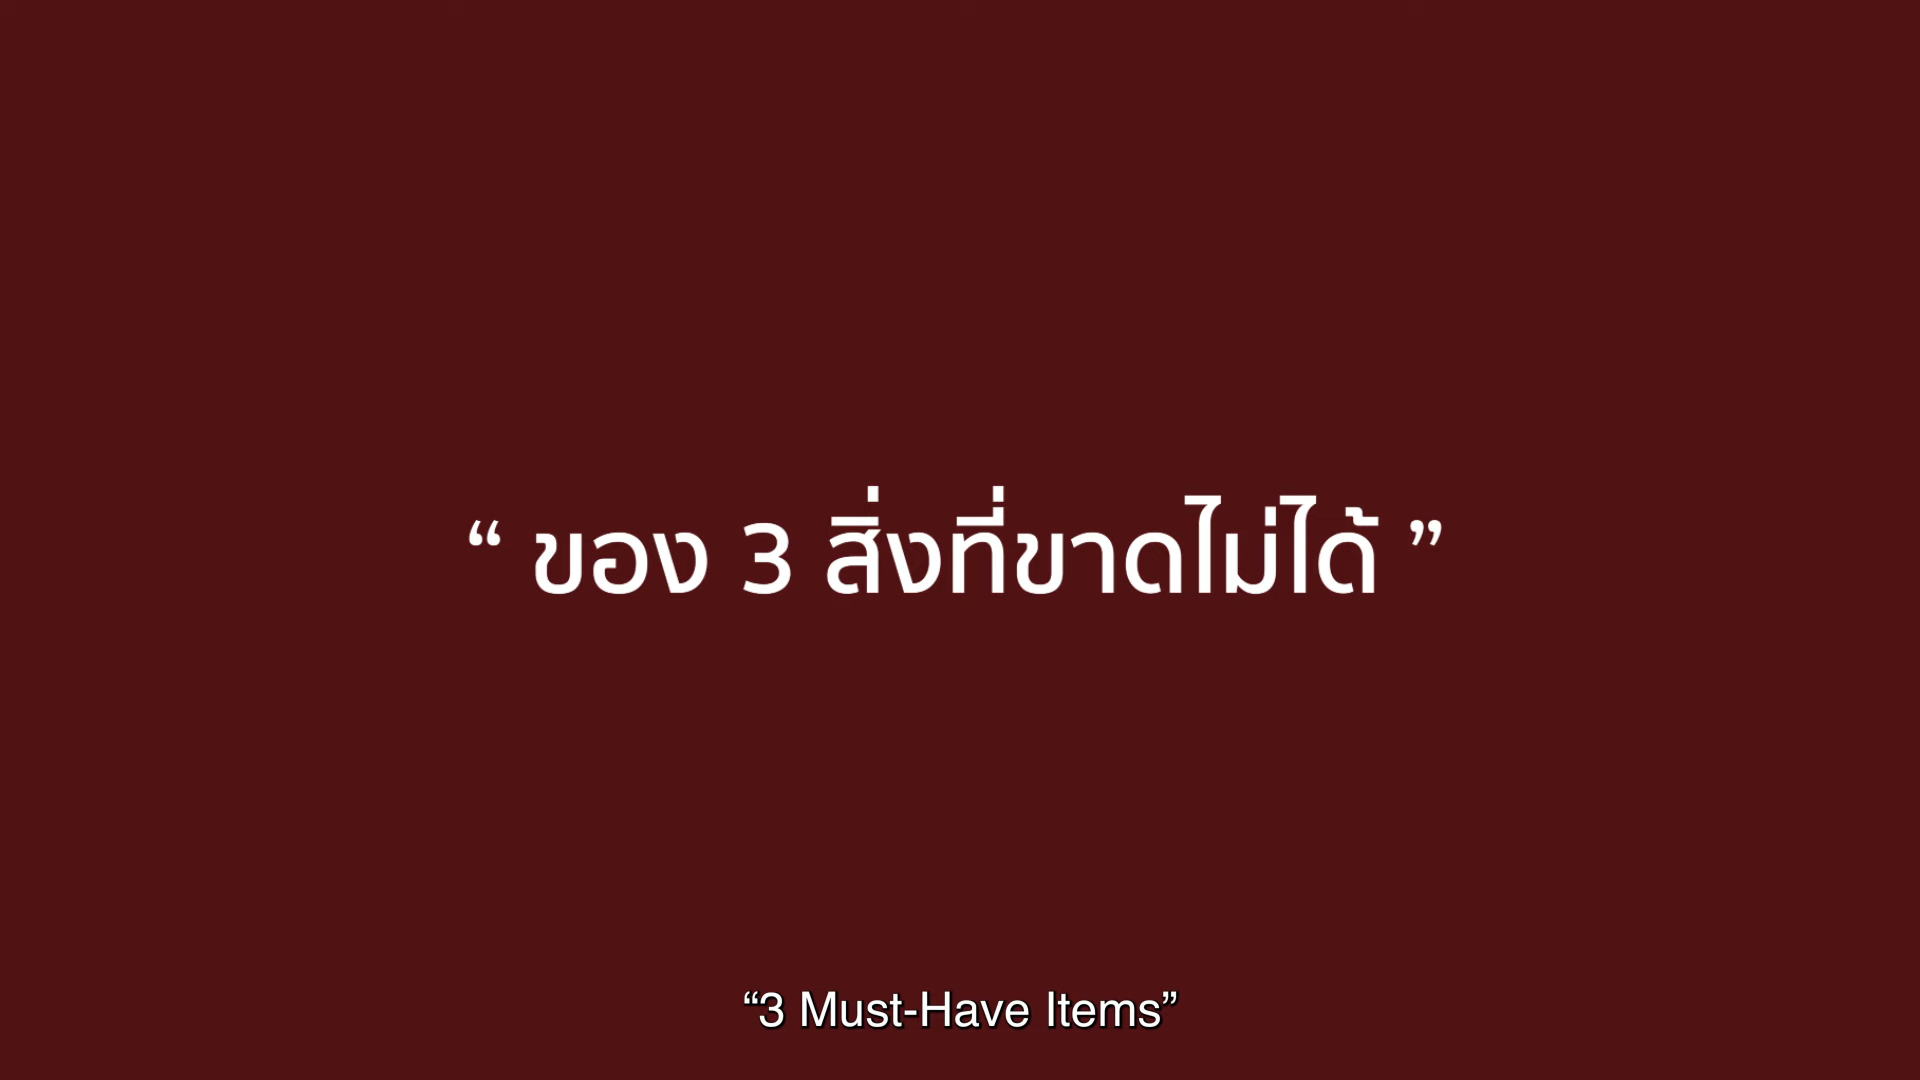 “ ของ 3 สิ่งที่ขาดไม่ได้ ”
“3 Must-Have Items”